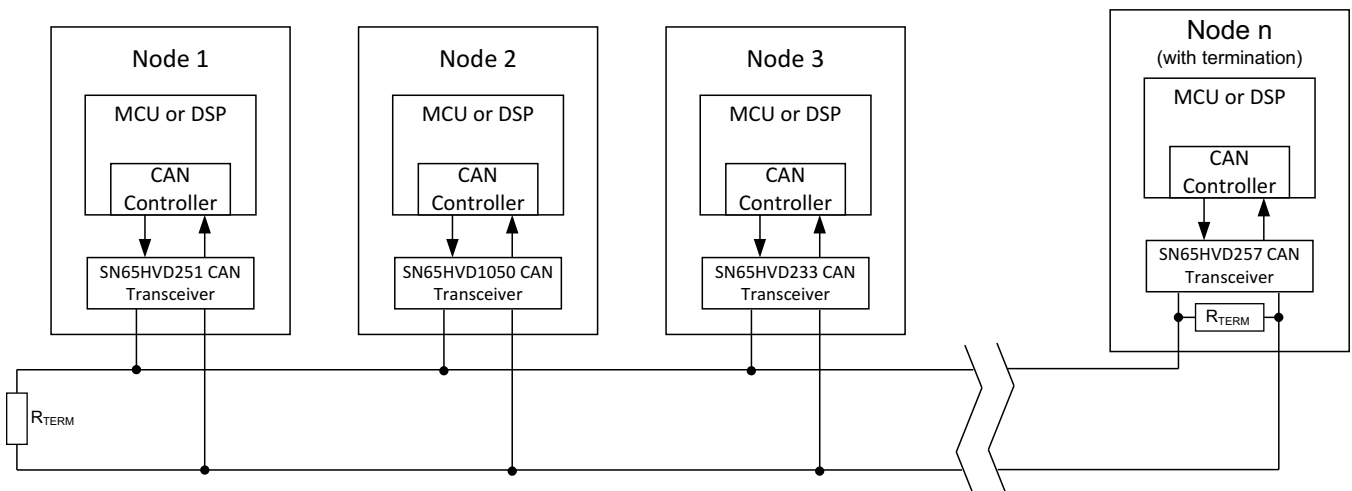 Node 1
MCU or DSP
CAN
Controller
SN65HVD251 CAN
Transceiver
Node 2
MCU or DSP
CAN
Controller
SN65HVD1050 CAN
Transceiver
Node 3
MCU or DSP
CAN
Controller
SN65HVD233 CAN
Transceiver
Node n
(with termination)
MCU or DSP
CAN
Controller
SN65HVD257 CAN
Transceiver
RTERM
RTERM